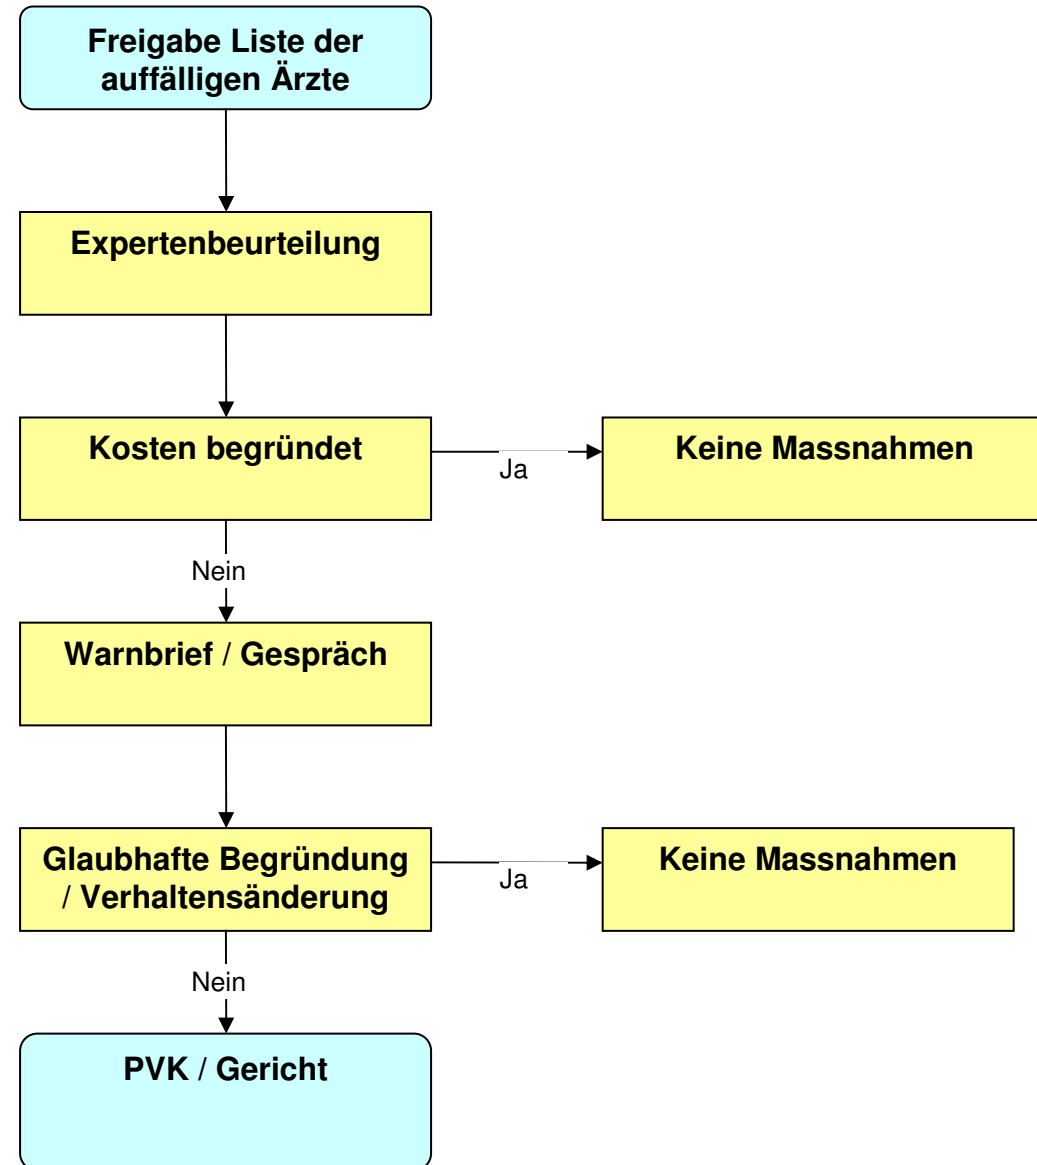 Freigabe Liste der
auffälligen Ärzte
Expertenbeurteilung
Kosten begründet
Ja
Keine Massnahmen
Nein
Warnbrief / Gespräch
Glaubhafte Begründung
/ Verhaltensänderung
Ja
Keine Massnahmen
Nein
PVK / Gericht